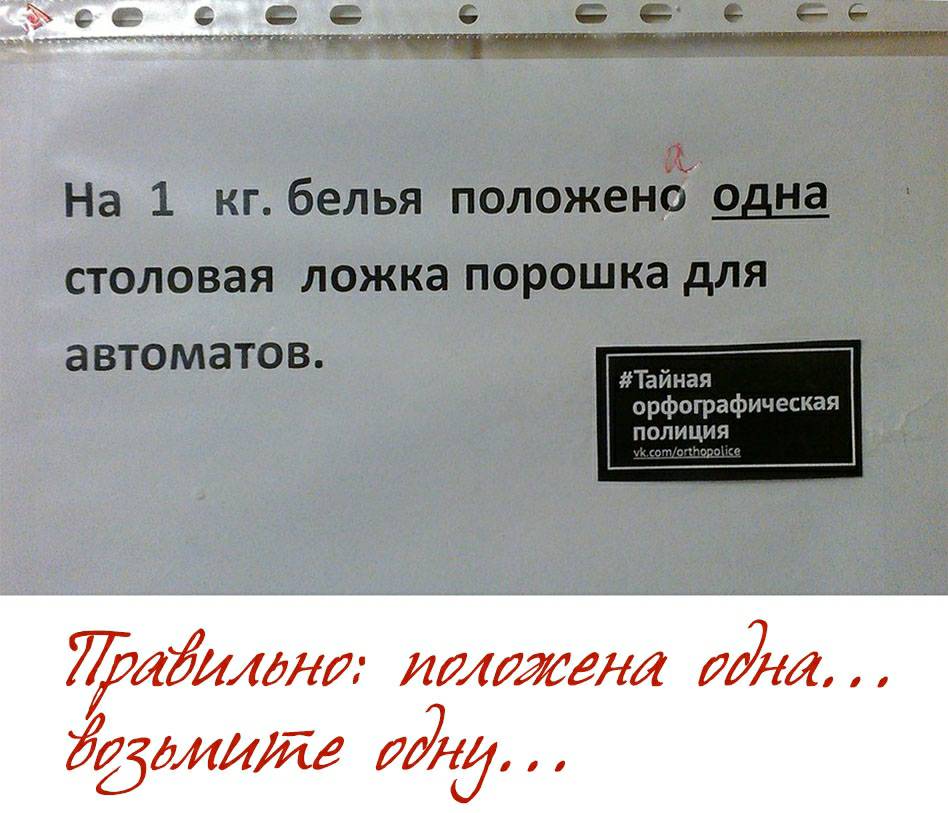 а
На 1 кг. белья положено одна
столовая ложка порошка для
автоматов.
#Тайная
орфографическая
полиция
vk.com/orthopolice
Правильно: положена одна...
возьмите одну...